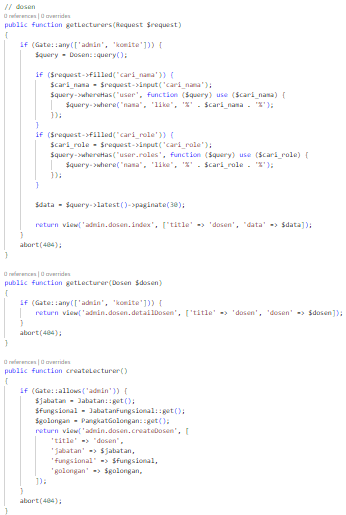 // dosen
0 references | 0 overrides
public function getLecturers(Request $request)
{
    if (Gate::any(['admin', 'komite'])) {
        $query = Dosen::query();

        if ($request->filled('cari_nama')) {
            $cari_nama = $request->input('cari_nama');
            $query->whereHas('user', function ($query) use ($cari_nama) {
                $query->where('nama', 'like', '%' . $cari_nama . '%');
            });
        }
        if ($request->filled('cari_role')) {
            $cari_role = $request->input('cari_role');
            $query->whereHas('user.roles', function ($query) use ($cari_role) {
                $query->where('nama', 'like', '%' . $cari_role . '%');
            });
        }

        $data = $query->latest()->paginate(30);

        return view('admin.dosen.index', ['title' => 'dosen', 'data' => $data]);
    }
    abort(404);
}

0 references | 0 overrides
public function getLecturer(Dosen $dosen)
{
    if (Gate::any(['admin', 'komite'])) {
        return view('admin.dosen.detailDosen', ['title' => 'dosen', 'dosen' => $dosen]);
    }
    abort(404);
}

0 references | 0 overrides
public function createLecturer()
{
    if (Gate::allows('admin')) {
        $jabatan = Jabatan::get();
        $fungsional = JabatanFungsional::get();
        $golongan = PangkatGolongan::get();
        return view('admin.dosen.createDosen', [
            'title' => 'dosen',
            'jabatan' => $jabatan,
            'fungsional' => $fungsional,
            'golongan' => $golongan,
        ]);
    }
    abort(404);
}